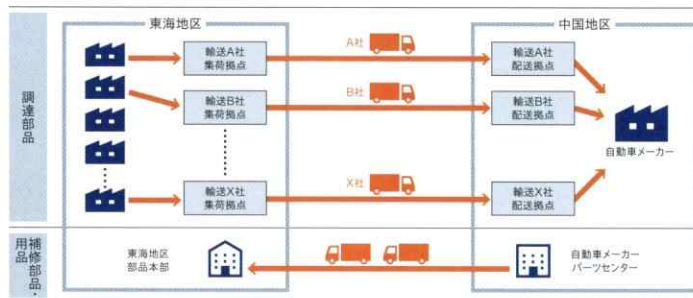 東海地区
中国地区
調達部品
輸送A社
集荷拠点
A社
輸送A社
配送拠点
輸送B社
集荷拠点
B社
輸送B社
配送拠点
自動車メーカー
輸送X社
集荷拠点
X社
輸送X社
配送拠点
補修部品・
用品
東海地区
部品本部
自動車メーカー
パーツセンター